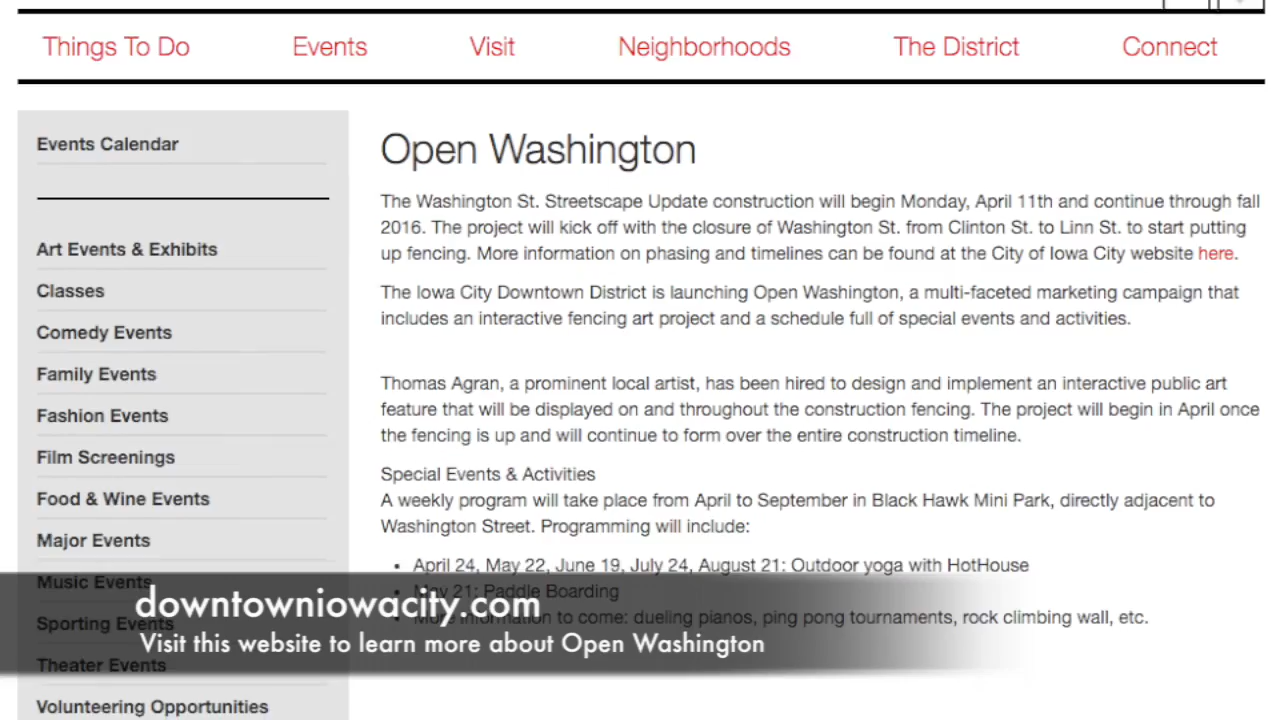 Things To Do Events Visit Neighborhoods The District Connect
Events Calendar
Art Events & Exhibits
Classes
Comedy Events
Family Events
Fashion Events
Film Screenings
Food & Wine Events
Major Events
Music Events
Sporting Events
Theater Events
Volunteering Opportunities
Open Washington
The Washington St. Streetscape Update construction will begin Monday, April 11th and continue through fall
2016. The project will kick off with the closure of Washington St. from Clinton St. to Linn St. to start putting
up fencing. More information on phasing and timelines can be found at the City of Iowa City website here.
The Iowa City Downtown District is launching Open Washington, a multi-faceted marketing campaign that
includes an interactive fencing art project and a schedule full of special events and activities.
Thomas Agran, a prominent local artist, has been hired to design and implement an interactive public art
feature that will be displayed on and throughout the construction fencing. The project will begin in April once
the fencing is up and will continue to form over the entire construction timeline.
Special Events & Activities
A weekly program will take place from April to September in Black Hawk Mini Park, directly adjacent to
Washington Street. Programming will include:
• April 24, May 22, June 19, July 24, August 21: Outdoor yoga with HotHouse
• May 21: Paddle Boarding
• More information to come: dueling pianos, ping pong tournaments, rock climbing wall, etc.
downtowniowacity.com
Visit this website to learn more about Open Washington